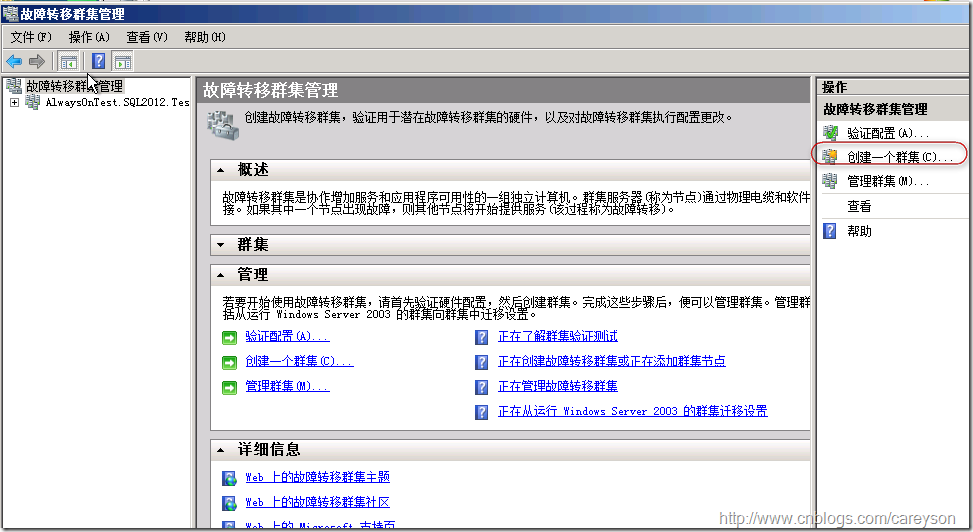 故障转移群集管理
文件(F) 操作(A) 查看(V) 帮助(H)
故障转移群集管理
AlwaysOnTest.SQL2012.Tes
故障转移群集管理
创建故障转移群集，验证用于潜在故障转移群集的硬件，以及对故障转移群集执行配置更改。
概述
故障转移群集是协作增加服务和应用程序可用性的一组独立计算机。群集服务器(称为节点)通过物理电缆和软件
接。如果其中一个节点出现故障，则其他节点将开始提供服务(该过程称为故障转移)。
群集
管理
若要开始使用故障转移群集，请首先验证硬件配置，然后创建群集。完成这些步骤后，便可以管理群集。管理群
括从运行 Windows Server 2003 的群集向群集中迁移设置。
验证配置(A)...
正在了解群集验证测试
创建一个群集(C)...
正在创建故障转移群集或正在添加群集节点
管理群集(M)...
正在管理故障转移群集
正在从运行 Windows Server 2003 的群集迁移设置
详细信息
Web 上的故障转移群集主题
Web 上的故障转移群集社区
Web 上的 Microsoft 支持页
操作
故障转移群集管理
验证配置(A)...
创建一个群集(C)...
管理群集(M)...
查看
帮助
http://www.cnblogs.com/careyson